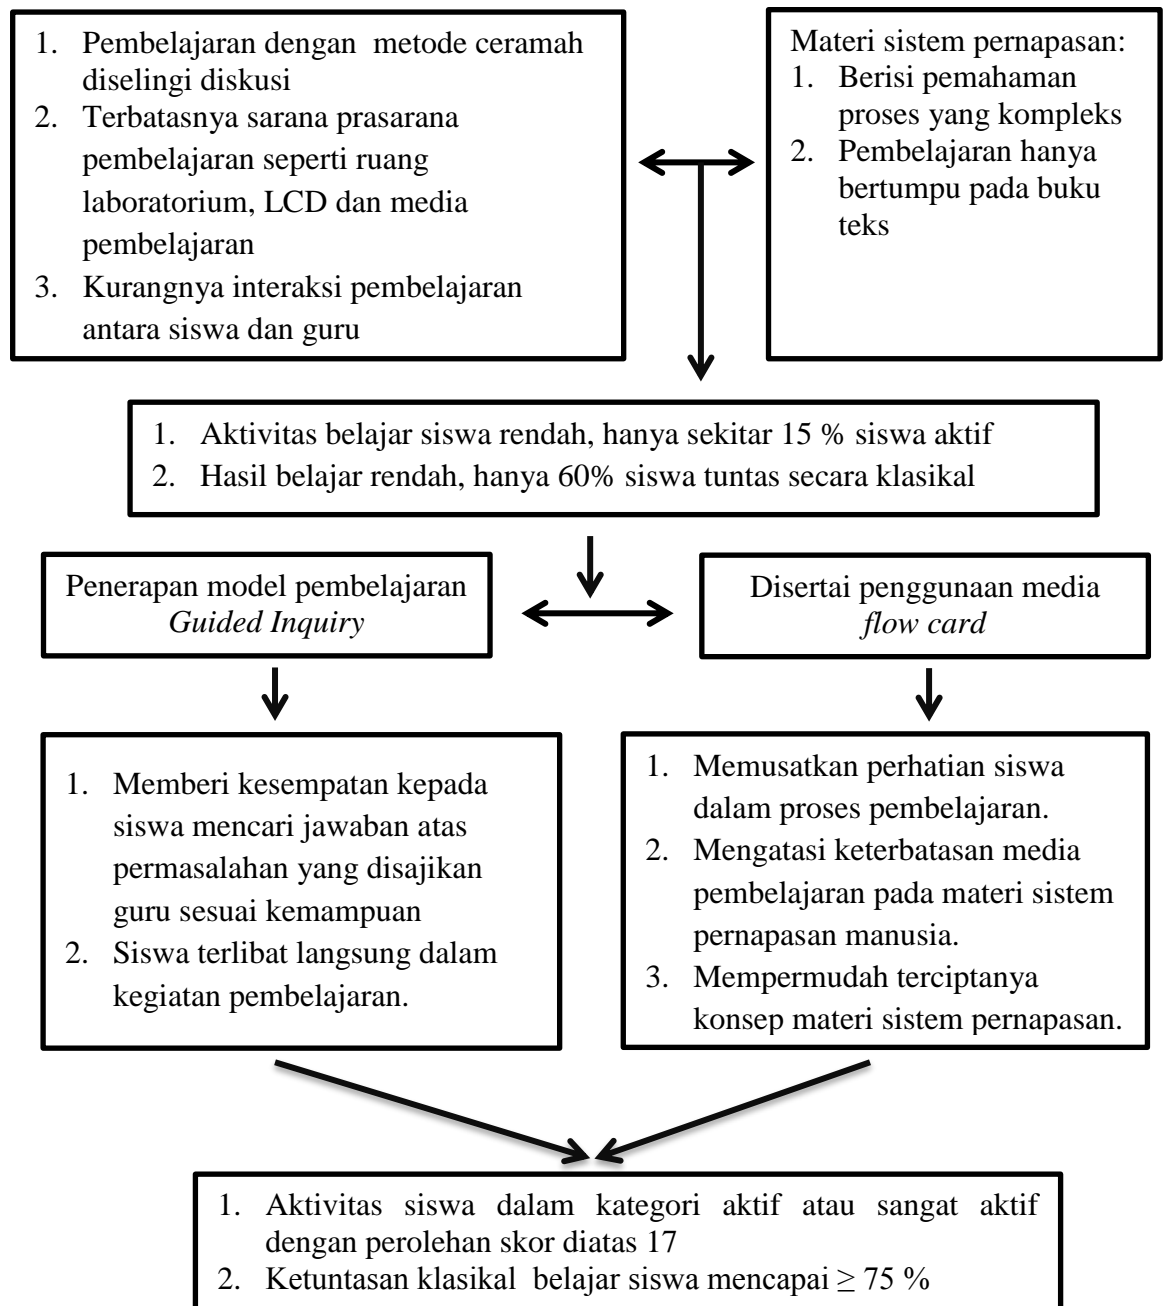 1. Pembelajaran dengan metode ceramah
diselingi diskusi
2. Terbatasnya sarana prasarana
pembelajaran seperti ruang
laboratorium, LCD dan media
pembelajaran
3. Kurangnya interaksi pembelajaran
antara siswa dan guru
Materi sistem pernapasan:
1. Berisi pemahaman
proses yang kompleks
2. Pembelajaran hanya
bertumpu pada buku
teks
1. Aktivitas belajar siswa rendah, hanya sekitar 15 % siswa aktif
2. Hasil belajar rendah, hanya 60% siswa tuntas secara klasikal
Penerapan model pembelajaran
Guided Inquiry
Disertai penggunaan media
flow card
1. Memberi kesempatan kepada
siswa mencari jawaban atas
permasalahan yang disajikan
guru sesuai kemampuan
2. Siswa terlibat langsung dalam
kegiatan pembelajaran.
1. Memusatkan perhatian siswa
dalam proses pembelajaran.
2. Mengatasi keterbatasan media
pembelajaran pada materi sistem
pernapasan manusia.
3. Mempermudah terciptanya
konsep materi sistem pernapasan.
1. Aktivitas siswa dalam kategori aktif atau sangat aktif
dengan perolehan skor diatas 17
2. Ketuntasan klasikal belajar siswa mencapai ≥ 75 %